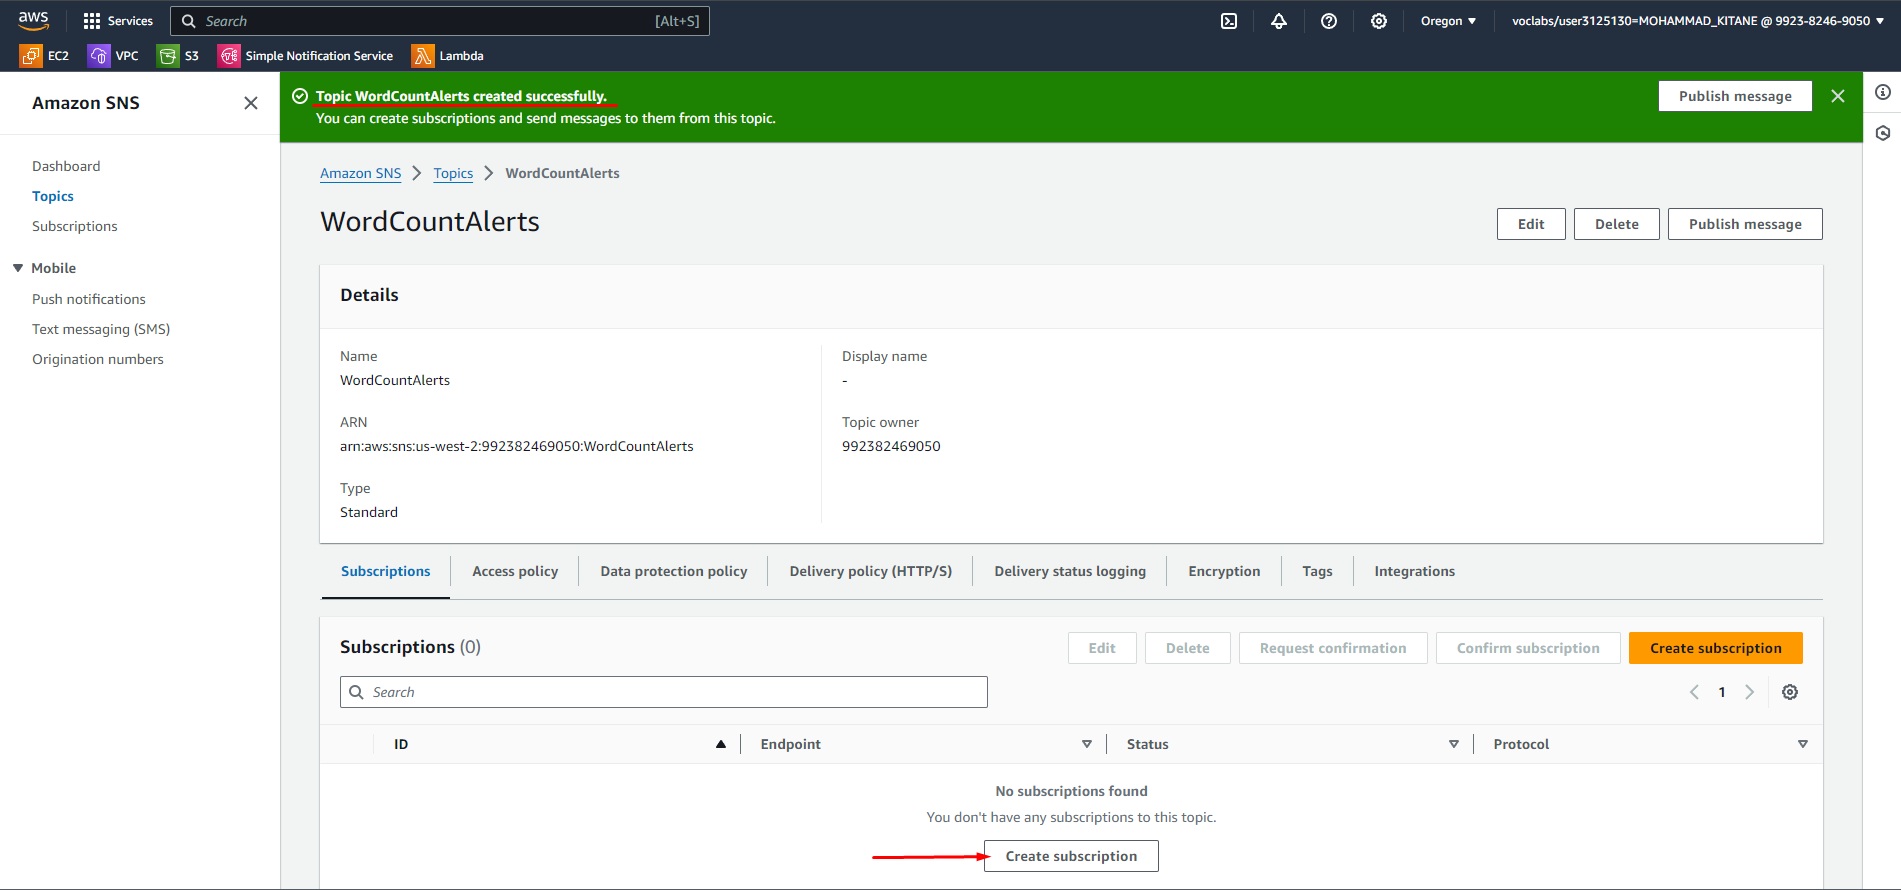 aws
Services
Search [Alt+S]
Oregon
voclabs/user3125130=MOHAMMAD_KITANE @ 9923-8246-9050
EC2 VPC S3 Simple Notification Service Lambda
Amazon SNS
Dashboard
Topics
Subscriptions
Mobile
Push notifications
Text messaging (SMS)
Origination numbers
Topic WordCountAlerts created successfully.
You can create subscriptions and send messages to them from this topic.
Publish message
Amazon SNS Topics WordCountAlerts
WordCountAlerts
Edit Delete Publish message
Details
Name
WordCountAlerts
ARN
arn:aws:sns:us-west-2:992382469050:WordCountAlerts
Type
Standard
Display name
-
Topic owner
992382469050
Subscriptions Access policy Data protection policy Delivery policy (HTTP/S) Delivery status logging Encryption Tags Integrations
Subscriptions (0)
Edit Delete Request confirmation Confirm subscription Create subscription
Search
1
ID Endpoint Status Protocol
No subscriptions found
You don't have any subscriptions to this topic.
Create subscription